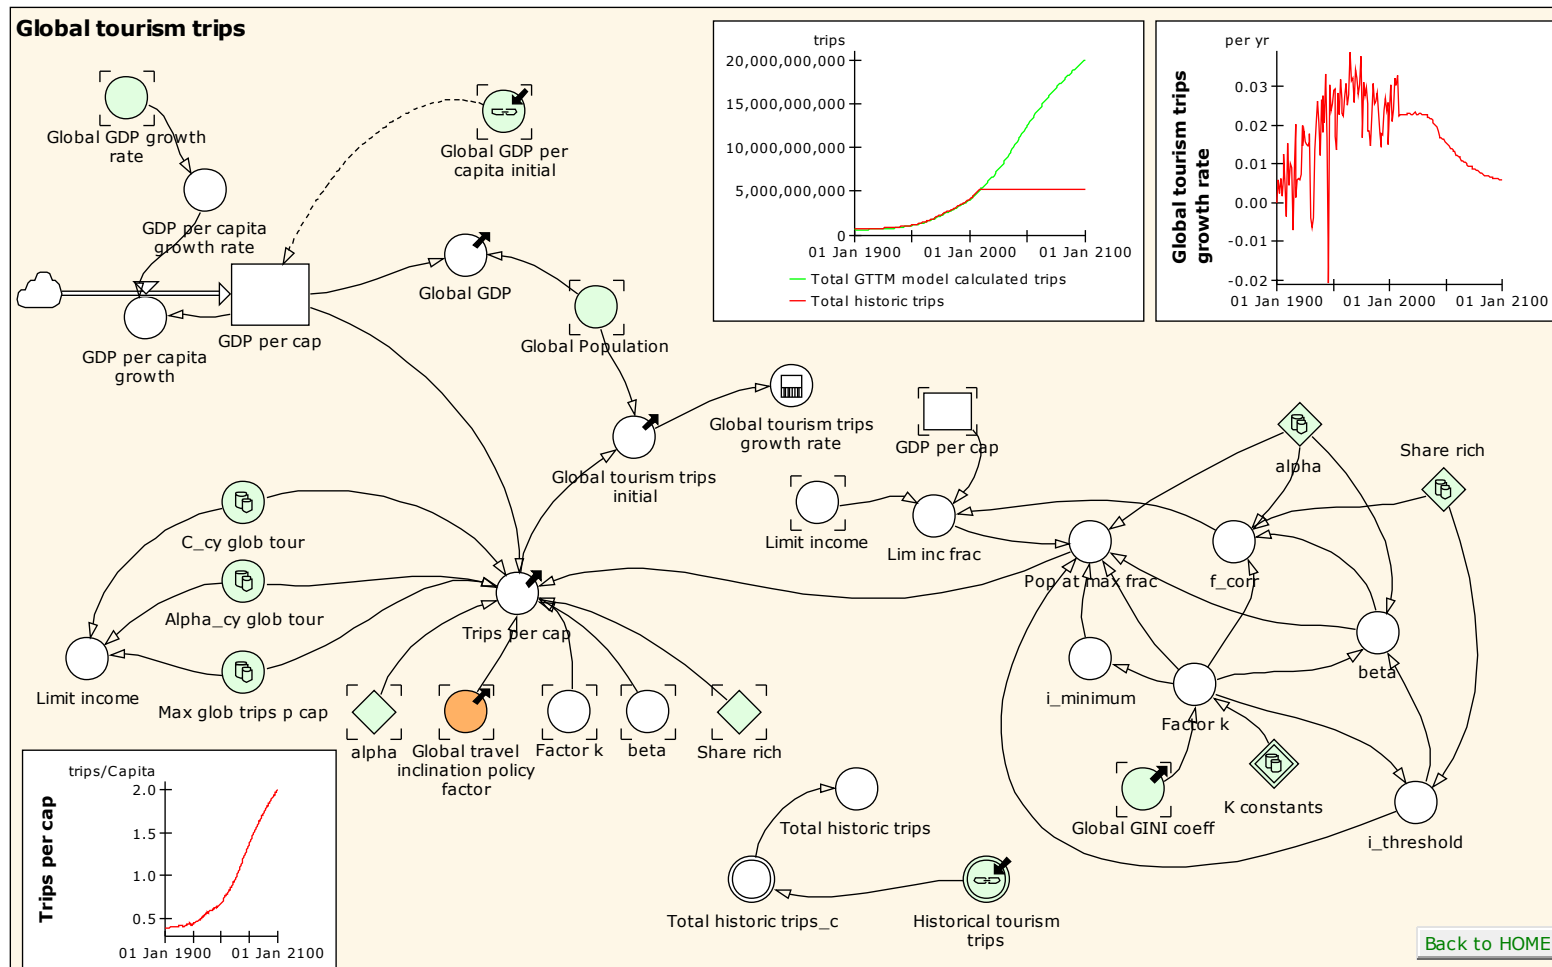 Global tourism trips
Global GDP growth
rate
Global GDP per
capita initial
GDP per capita
growth rate
Global GDP
GDP per cap
GDP per capita
growth
Global Population
trips
20,000,000,000
15,000,000,000
10,000,000,000
5,000,000,000
0
01 Jan 1900
01 Jan 2000
01 Jan 2100
Total GTTM model calculated trips
Total historic trips
per yr
Global tourism trips
growth rate
0.03
0.02
0.01
0.00
-0.01
-0.02
01 Jan 1900
01 Jan 2000
01 Jan 2100
Global tourism trips
growth rate
Global tourism trips
initial
GDP per cap
Limit income
Lim inc frac
alpha
Share rich
Pop at max frac
f_corr
beta
i_minimum
Factor k
K constants
Global GINI coeff
i_threshold
C_cy glob tour
Alpha_cy glob tour
Limit income
Max glob trips p cap
Trips per cap
alpha
Global travel
inclination policy
factor
Factor k
beta
Share rich
trips/Capita
Trips per cap
2.0
1.5
1.0
0.5
01 Jan 1900
01 Jan 2100
Total historic trips
Total historic trips_c
Historical tourism
trips
Back to HOME